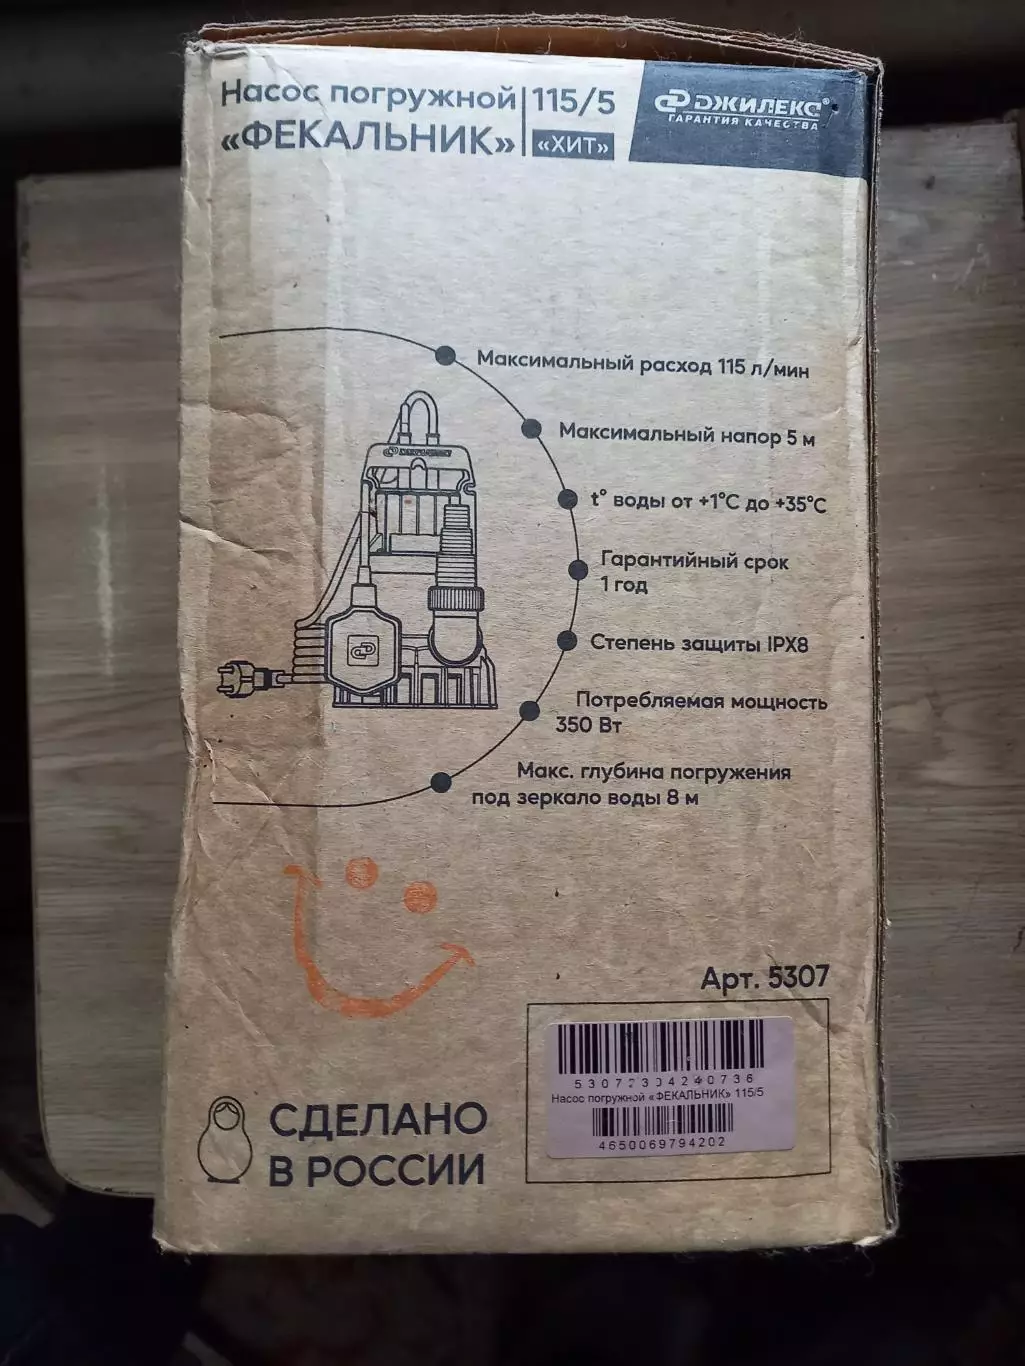 Насос погружной
«ФЕКАЛЬНИК»
115/5
«ХИТ»
ДЖИЛЕКС®
ГАРАНТИЯ КАЧЕСТВА
Максимальный расход 115 л/мин
Максимальный напор 5 м
t° воды от +1°C до +35°C
Гарантийный срок
1 год
Степень защиты IPX8
Потребляемая мощность
350 Вт
Макс. глубина погружения
под зеркало воды 8 м
ДЖИЛЕКС
Арт. 5307
53072304240736
Насос погружной «ФЕКАЛЬНИК» 115/5
4650069794202
СДЕЛАНО
В РОССИИ